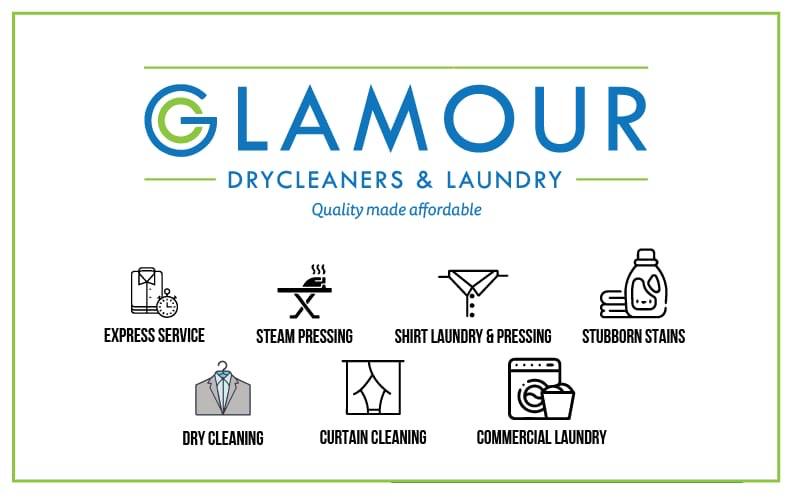 GLAMOUR
DRYCLEANERS & LAUNDRY
Quality made affordable
EXPRESS SERVICE
STEAM PRESSING
SHIRT LAUNDRY & PRESSING
STUBBORN STAINS
DRY CLEANING
CURTAIN CLEANING
COMMERCIAL LAUNDRY